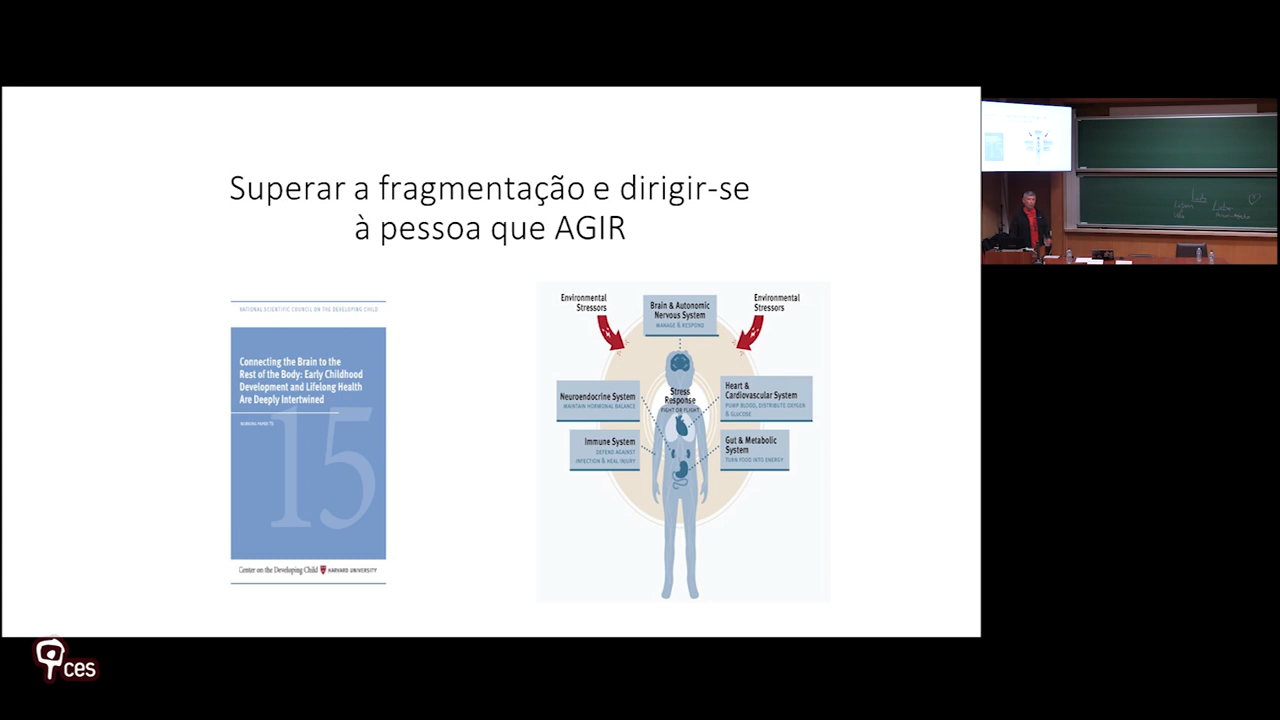 Superar a fragmentação e dirigir-se
à pessoa que AGIR
NATIONAL SCIENTIFIC COUNCIL ON THE DEVELOPING CHILD
Connecting the Brain to the
Rest of the Body: Early Childhood
Development and Lifelong Health
Are Deeply Intertwined
WORKING PAPER 15
15
Center on the Developing Child HARVARD UNIVERSITY
Environmental
Stressors
Brain & Autonomic
Nervous System
MANAGE & RESPOND
Environmental
Stressors
Stress
Response
FIGHT OR FLIGHT
Neuroendocrine System
MAINTAIN HORMONAL BALANCE
Heart &
Cardiovascular System
PUMP BLOOD, DISTRIBUTE OXYGEN
& GLUCOSE
Immune System
DEFEND AGAINST
INFECTION & HEAL INJURY
Gut & Metabolic
System
TURN FOOD INTO ENERGY
ces